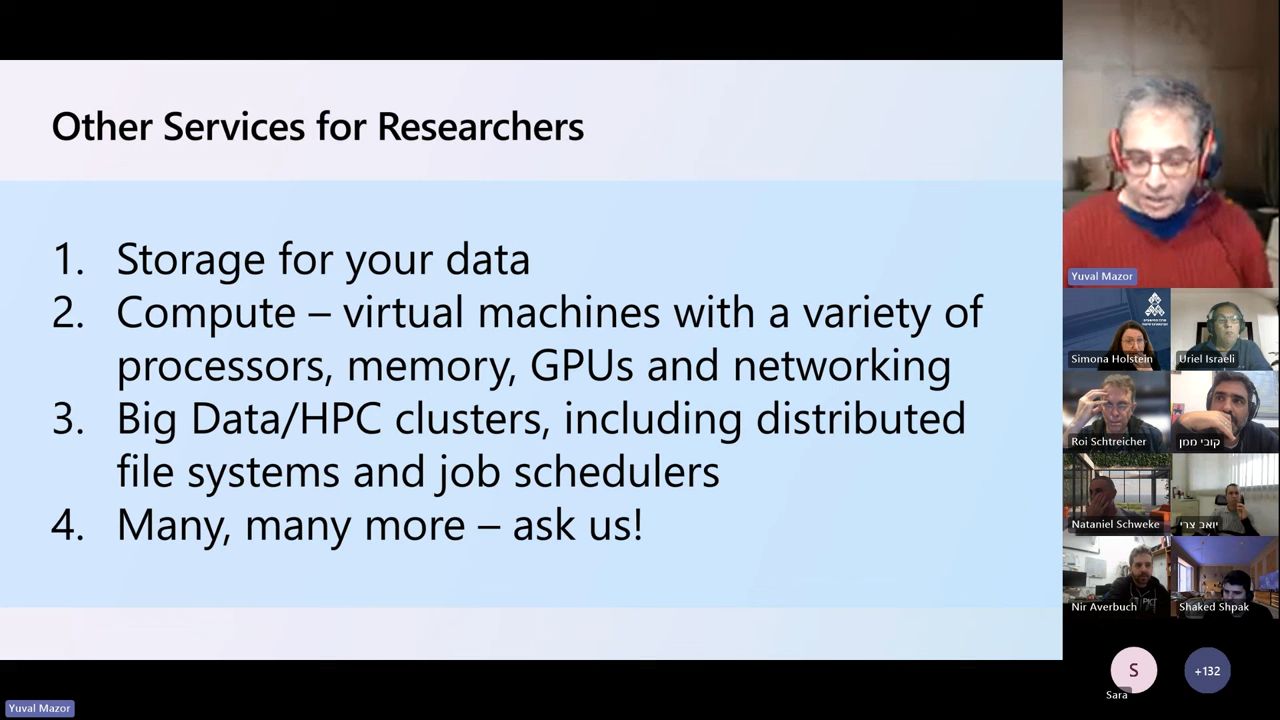 Other Services for Researchers
1. Storage for your data
2. Compute – virtual machines with a variety of
processors, memory, GPUs and networking
3. Big Data/HPC clusters, including distributed
file systems and job schedulers
4. Many, many more – ask us!
Yuval Mazor
Simona Holstein
Uriel Israeli
Roi Schtreicher
קובי ממן
Nataniel Schweke
יואב צרי
Nir Averbuch
Shaked Shpak
S
Sara
+132
Yuval Mazor